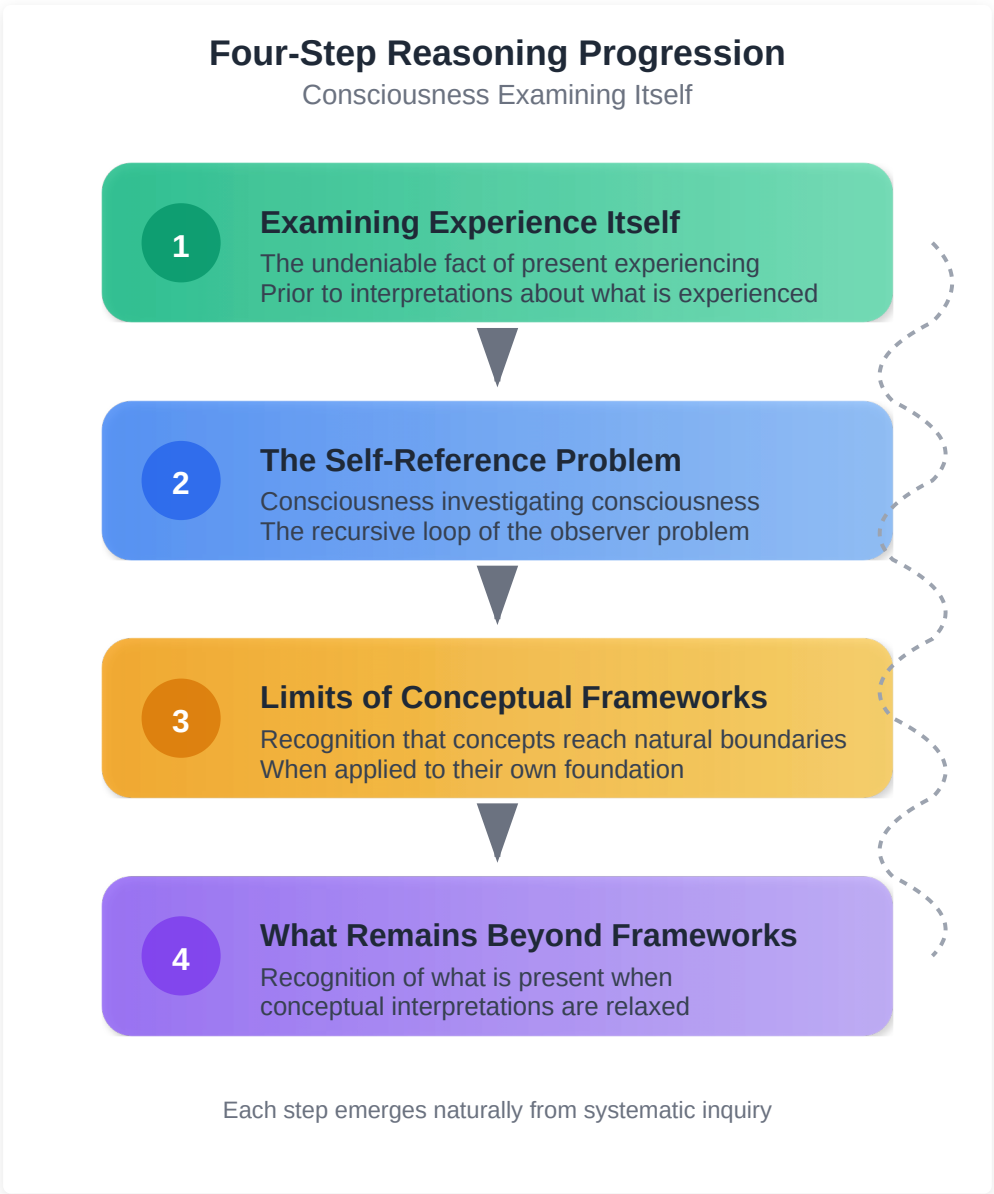 Four-Step Reasoning Progression
Consciousness Examining Itself
1
Examining Experience Itself
The undeniable fact of present experiencing
Prior to interpretations about what is experienced
2
The Self-Reference Problem
Consciousness investigating consciousness
The recursive loop of the observer problem
3
Limits of Conceptual Frameworks
Recognition that concepts reach natural boundaries
When applied to their own foundation
4
What Remains Beyond Frameworks
Recognition of what is present when
conceptual interpretations are relaxed
Each step emerges naturally from systematic inquiry